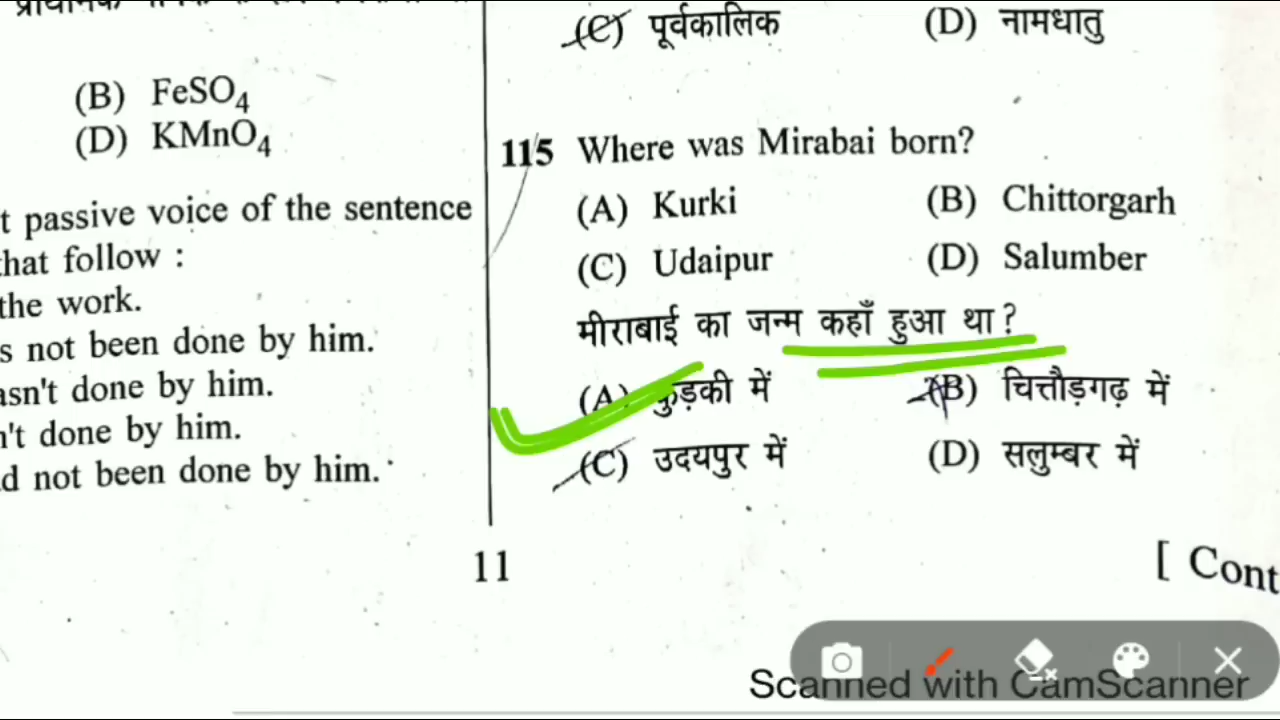 (B) FeSO4
(D) KMnO4
t passive voice of the sentence
that follow :
the work.
s not been done by him.
asn't done by him.
n't done by him.
d not been done by him.
11
(C) पूर्वकालिक (D) नामधातु
115 Where was Mirabai born?
(A) Kurki (B) Chittorgarh
(C) Udaipur (D) Salumber
मीराबाई का जन्म कहाँ हुआ था?
(A) कुड़की में (B) चित्तौड़गढ़ में
(C) उदयपुर में (D) सलुम्बर में
[ Cont
Scanned with CamScanner